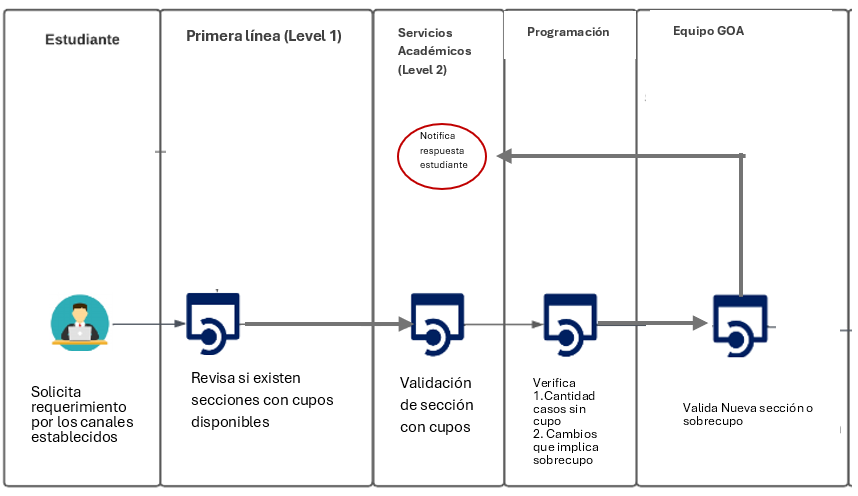 Estudiante
Primera línea (Level 1)
Servicios
Académicos
(Level 2)
Programación
Equipo GOA
Notifica
respuesta
estudiante
Solicita
requerimiento
por los canales
establecidos
Revisa si existen
secciones con cupos
disponibles
Validación
de sección
con cupos
Verifica
1.Cantidad
casos sin
cupo
2. Cambios
que implica
sobrecupo
Valida Nueva sección o
sobrecupo